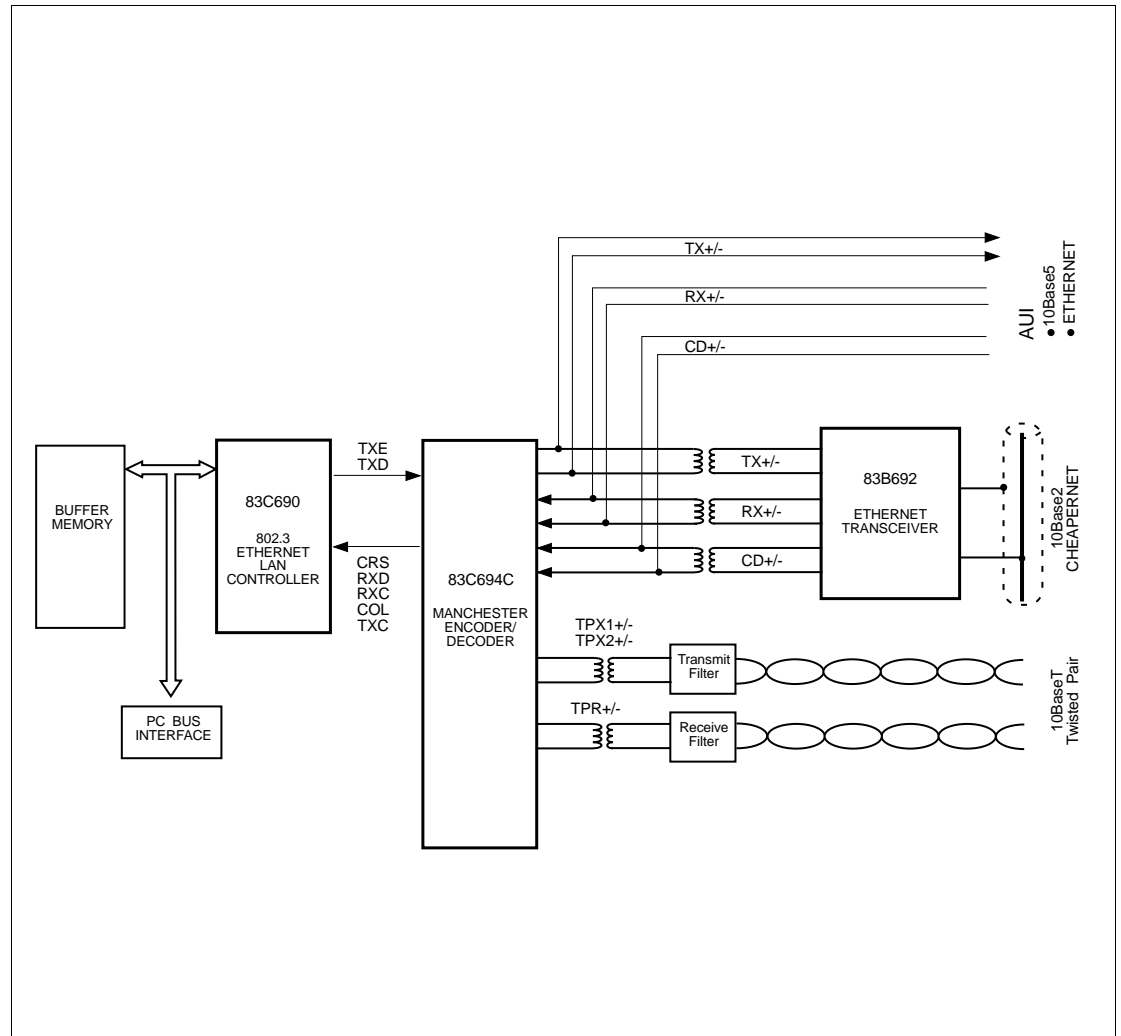 TX+/-
RX+/-
CD+/-
AUI
• 10Base5
• ETHERNET
BUFFER
MEMORY
83C690
802.3
ETHERNET
LAN
CONTROLLER
TXE
TXD
CRS
RXD
RXC
COL
TXC
PC BUS
INTERFACE
83C694C
MANCHESTER
ENCODER/
DECODER
TX+/-
RX+/-
CD+/-
83B692
ETHERNET
TRANSCEIVER
10Base2
CHEAPERNET
TPX1+/-
TPX2+/-
Transmit
Filter
TPR+/-
Receive
Filter
10BaseT
Twisted Pair